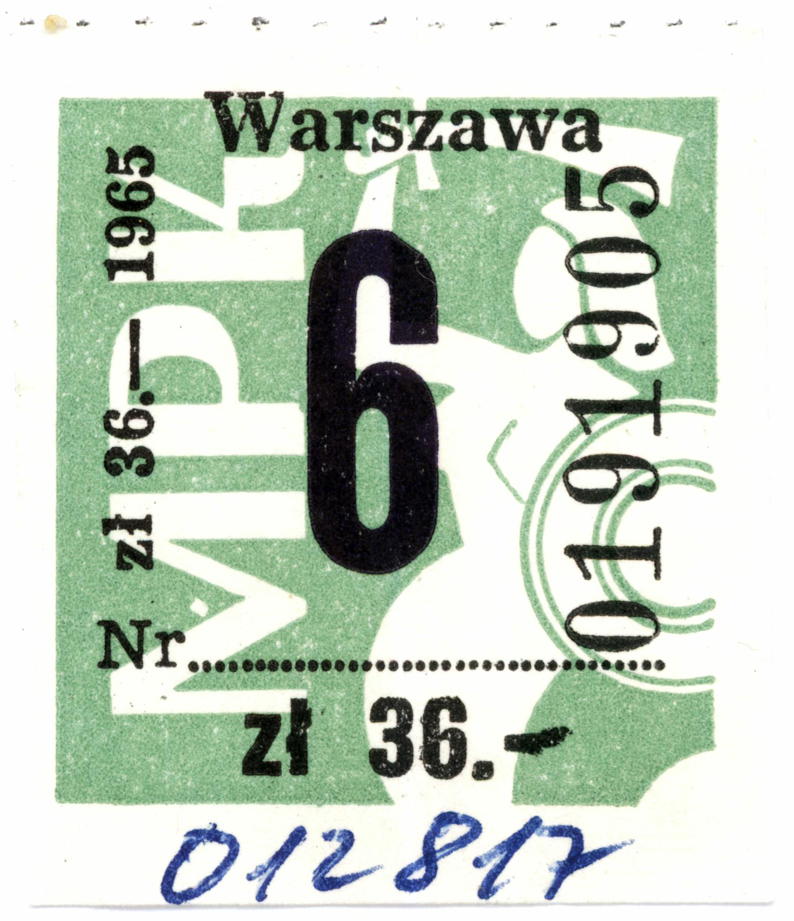 Warszawa
MPK
zł 36.— 1965
6
0191905
Nr
zł 36.-
012817